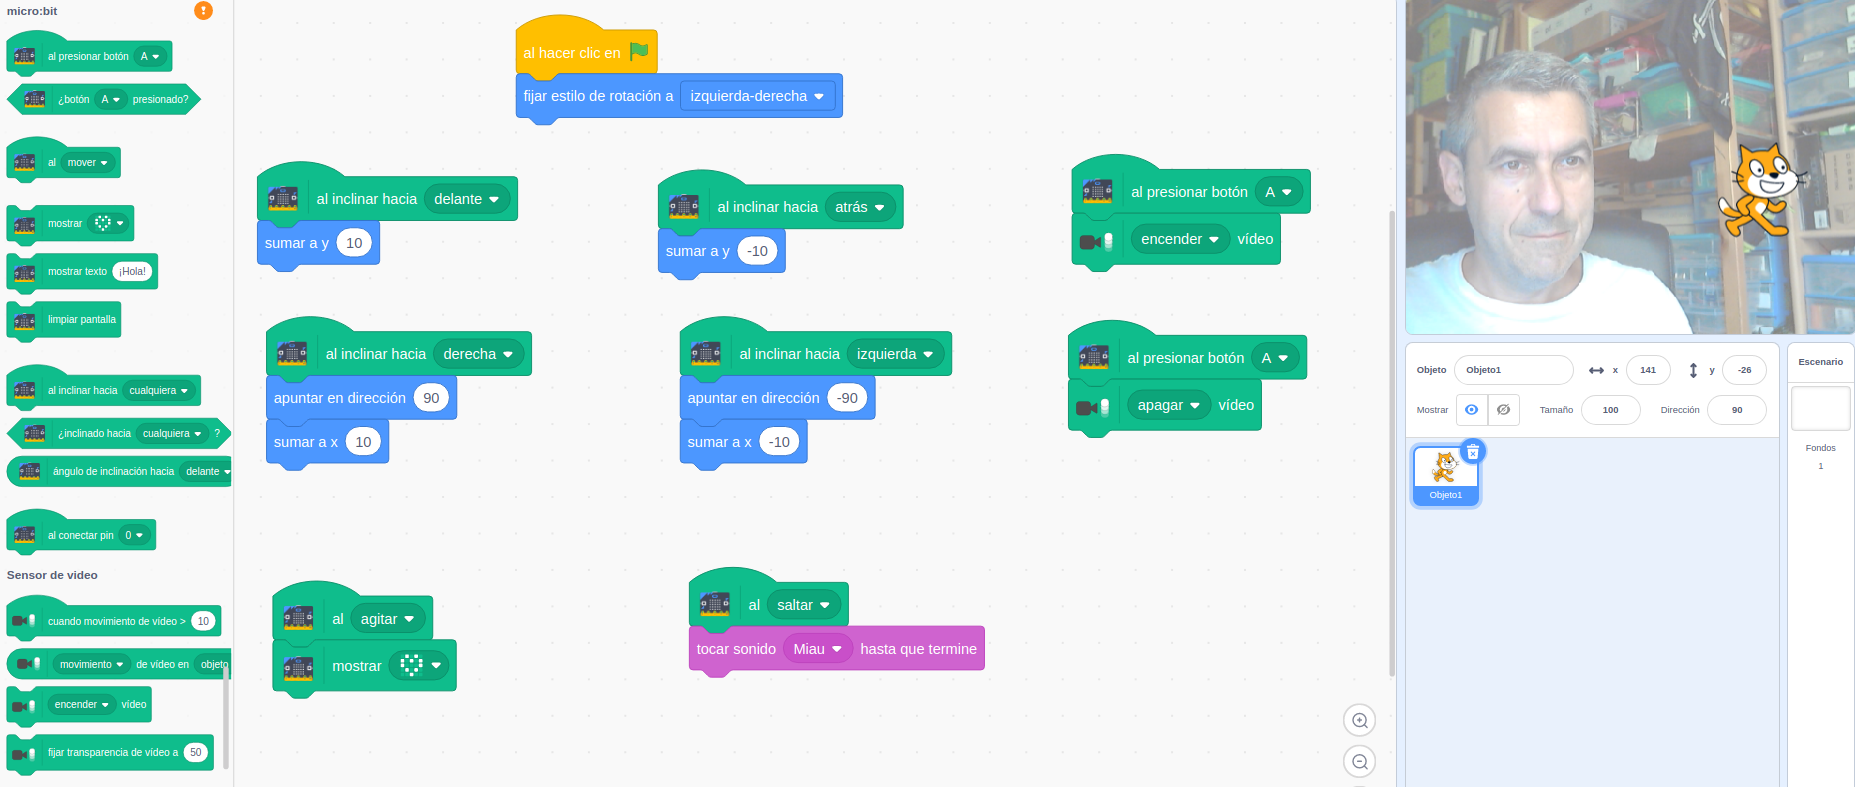 micro:bit
al presionar botón A
¿botón A presionado?
al mover
mostrar
mostrar texto ¡Hola!
limpiar pantalla
al inclinar hacia cualquiera
¿inclinado hacia cualquiera ?
ángulo de inclinación hacia delante
al conectar pin 0
Sensor de video
cuando movimiento de vídeo > 10
movimiento de vídeo en objeto
encender vídeo
fijar transparencia de vídeo a 50
al hacer clic en
fijar estilo de rotación a izquierda-derecha
al inclinar hacia delante
sumar a y 10
al inclinar hacia atrás
sumar a y -10
al presionar botón A
encender vídeo
al inclinar hacia derecha
apuntar en dirección 90
sumar a x 10
al inclinar hacia izquierda
apuntar en dirección -90
sumar a x -10
al presionar botón A
apagar vídeo
al agitar
mostrar
al saltar
tocar sonido Miau hasta que termine
Objeto Objeto1 x 141 y -26
Mostrar Tamaño 100 Dirección 90
Objeto1
Escenario
Fondos
1